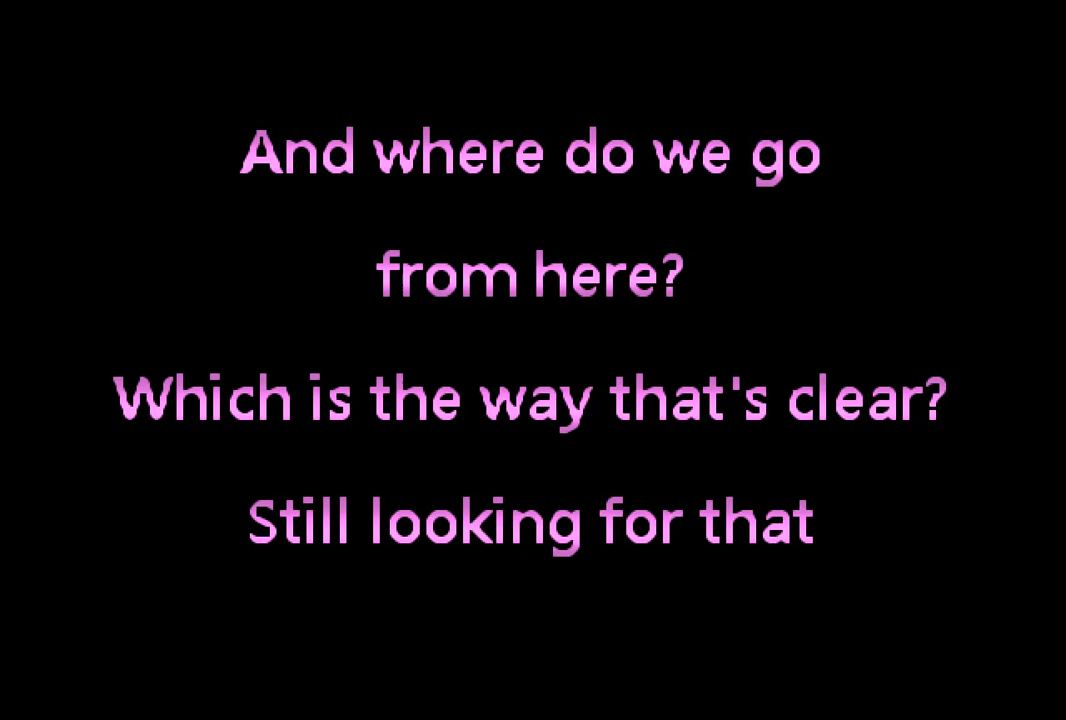 And where do we go
from here?
Which is the way that's clear?
Still looking for that